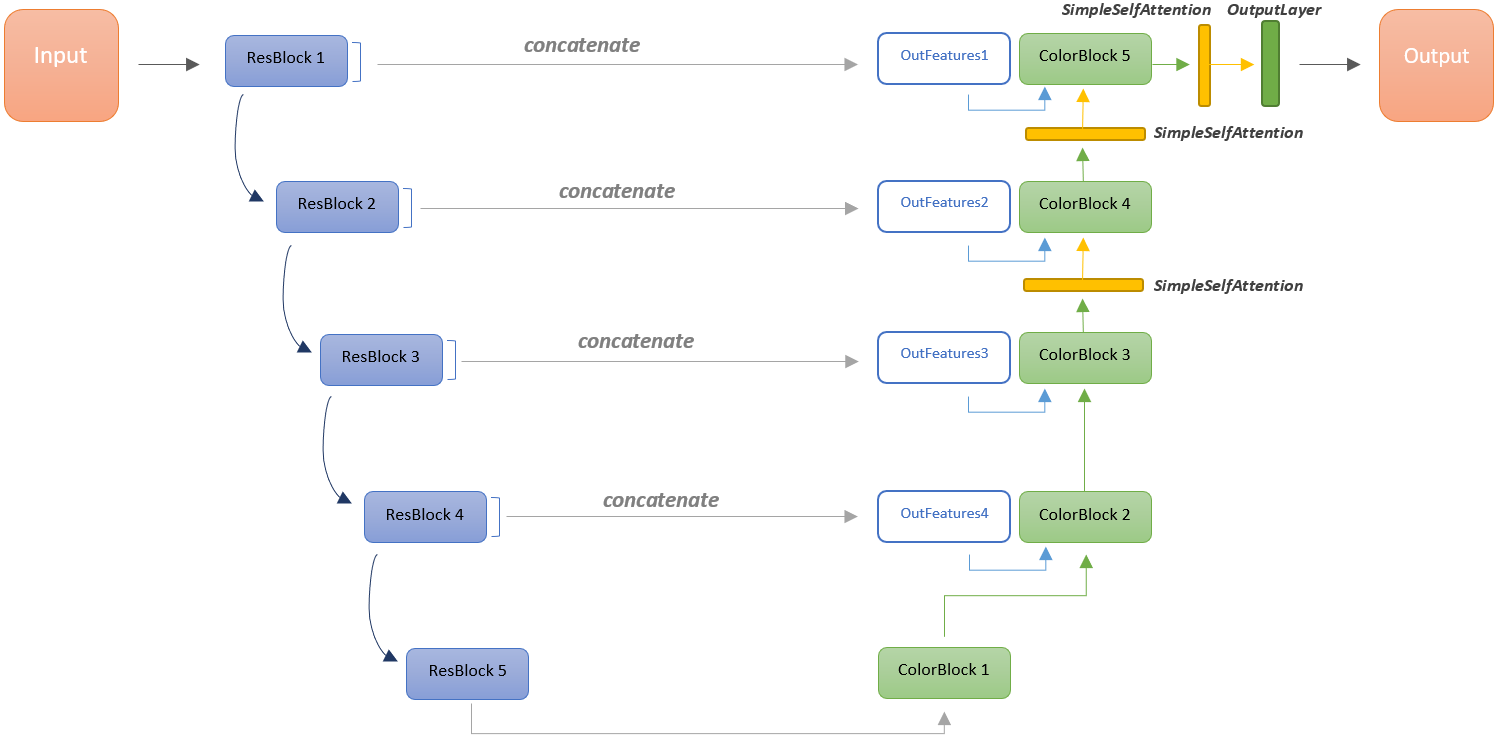 SimpleSelfAttention
OutputLayer
Input
ResBlock 1
concatenate
OutFeatures1
ColorBlock 5
Output
SimpleSelfAttention
ResBlock 2
concatenate
OutFeatures2
ColorBlock 4
SimpleSelfAttention
ResBlock 3
concatenate
OutFeatures3
ColorBlock 3
ResBlock 4
concatenate
OutFeatures4
ColorBlock 2
ResBlock 5
ColorBlock 1